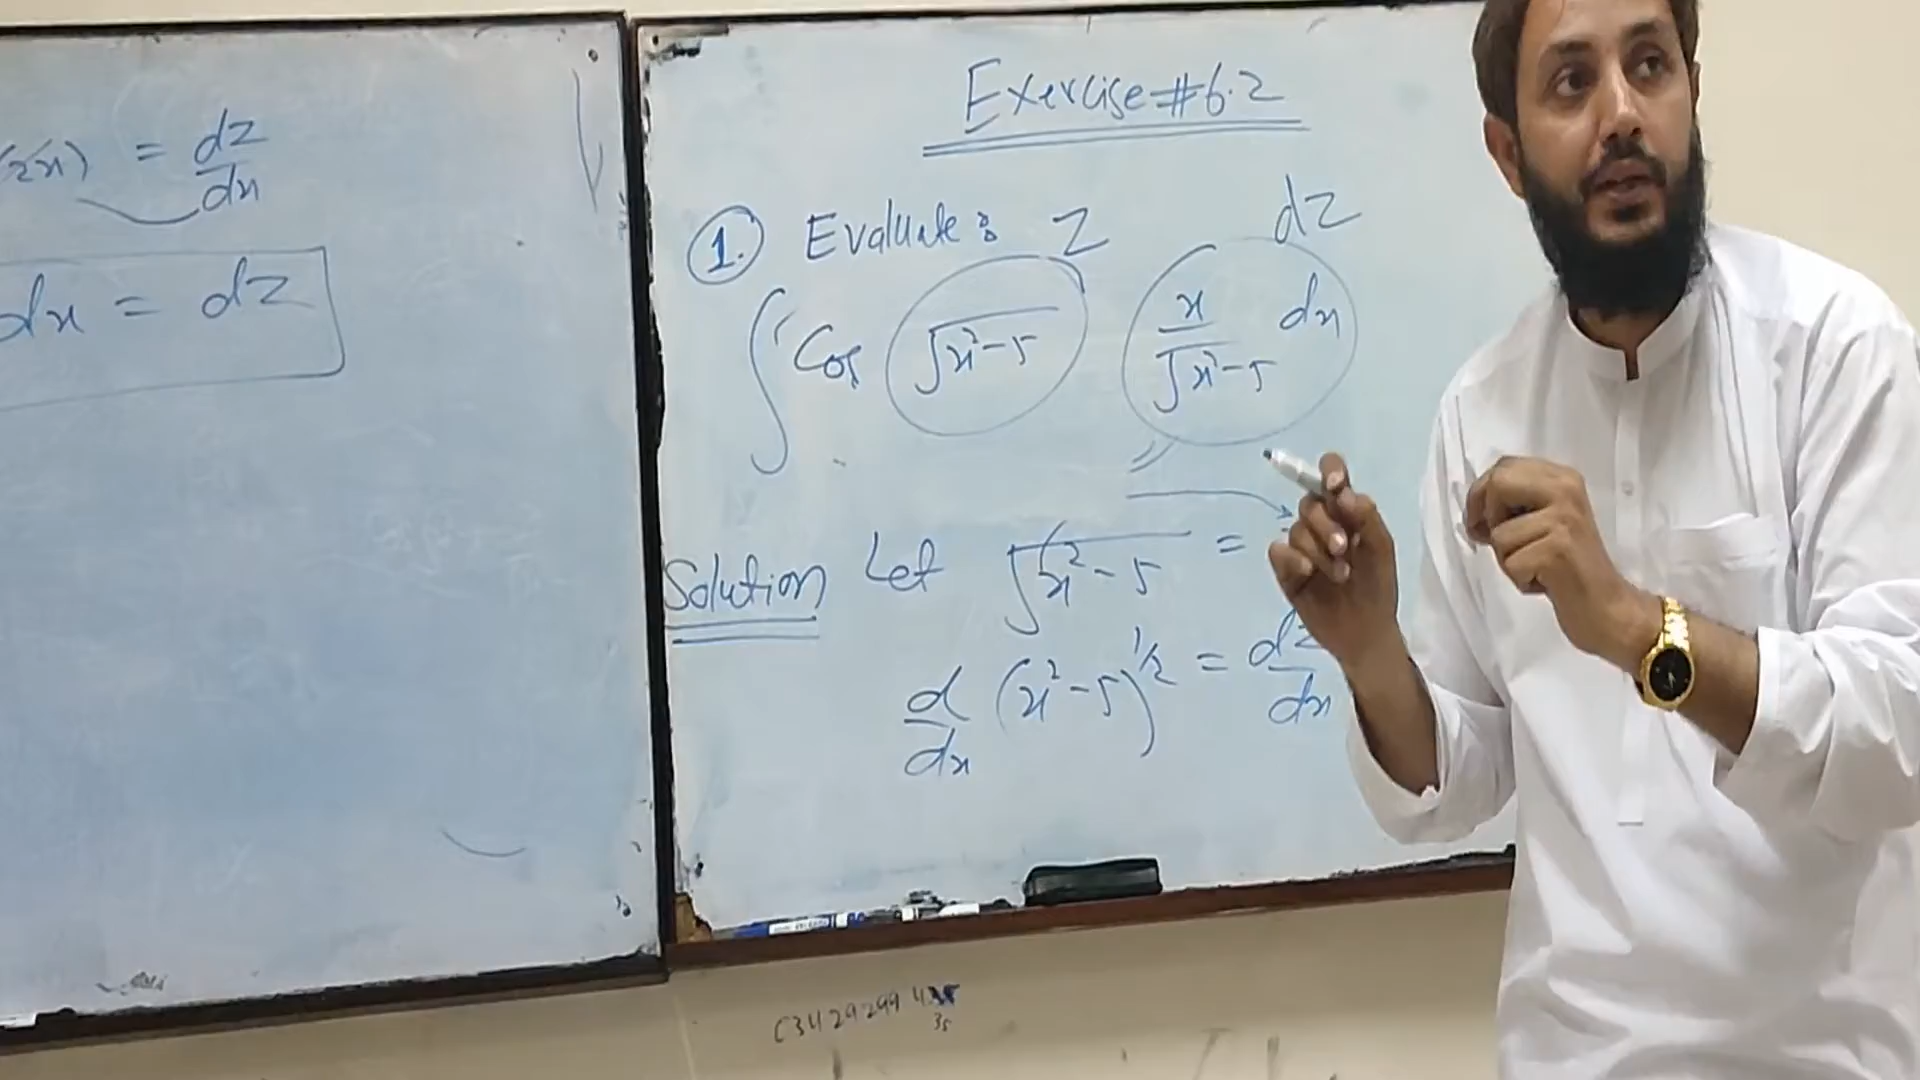 (2x) = dz/dx
dx = dz
Exercise # 6.2
1. Evaluate: z dz
∫ Cos √x²-5 x/√x²-5 dx
Solution Let √x²-5 =
d/dx (x²-5)^1/2 = dz/dx